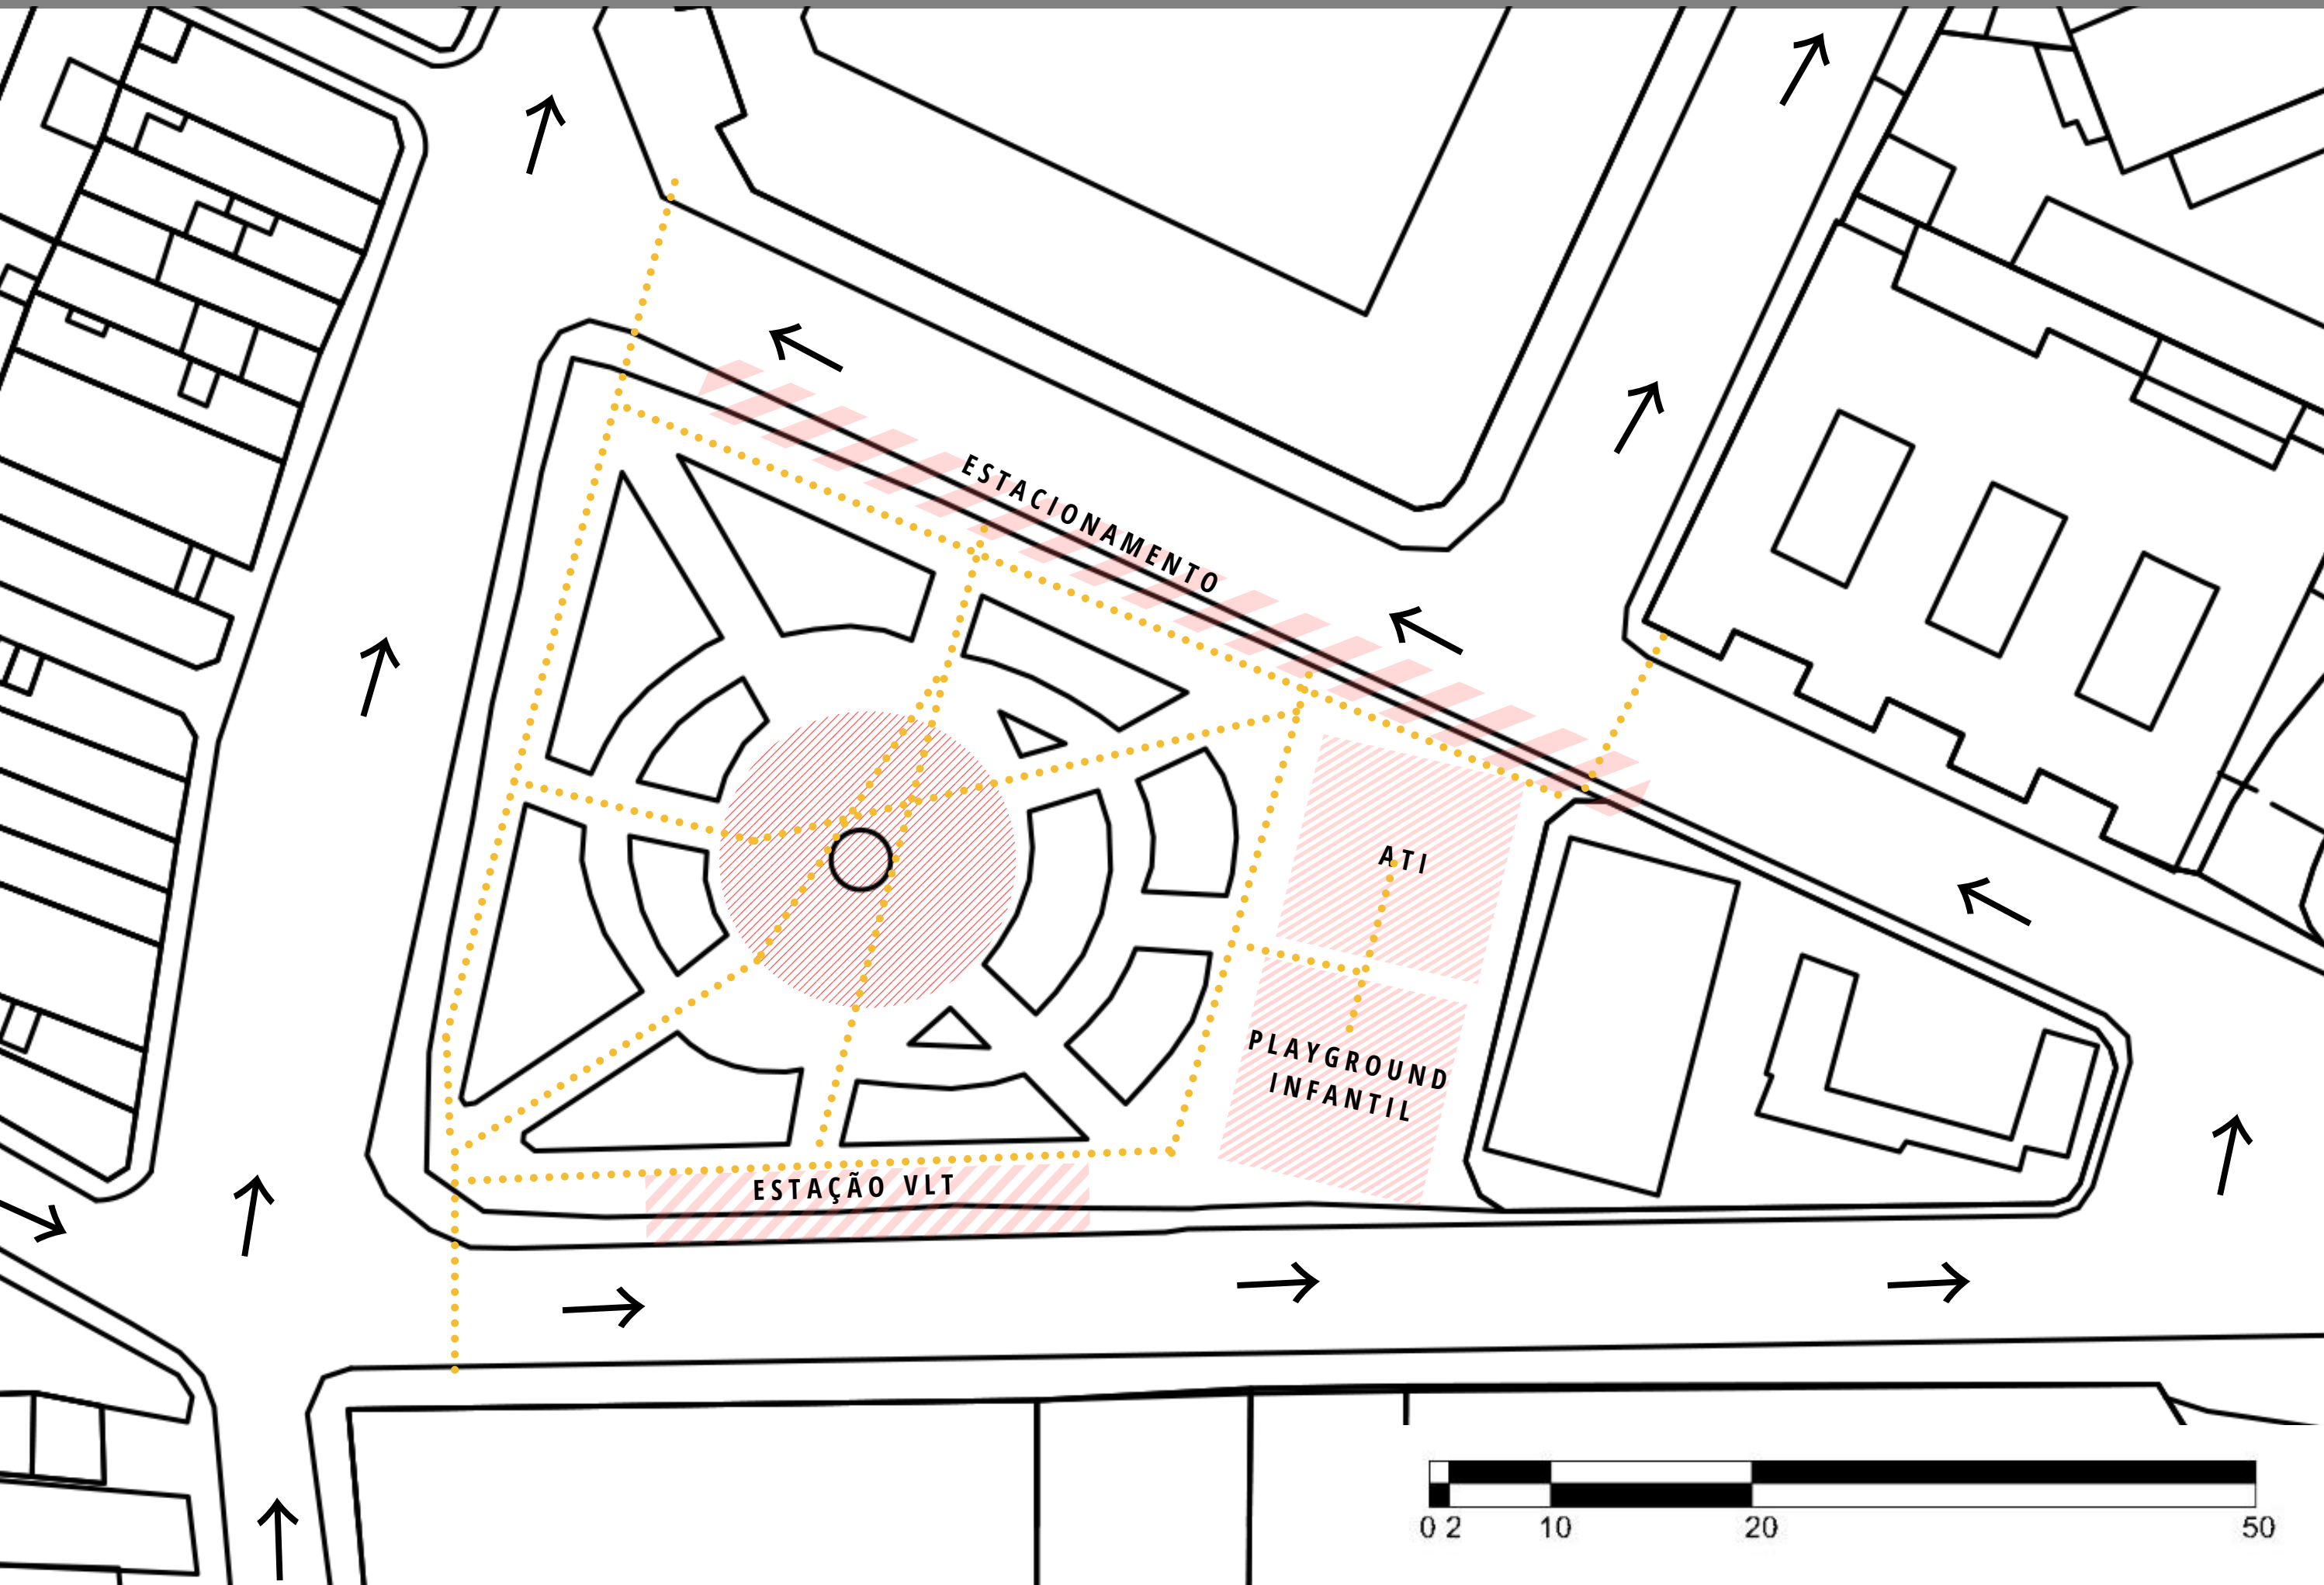 ESTACIONAMENTO
ATI
PLAYGROUND
INFANTIL
ESTAÇÃO VLT
0 2 10 20 50